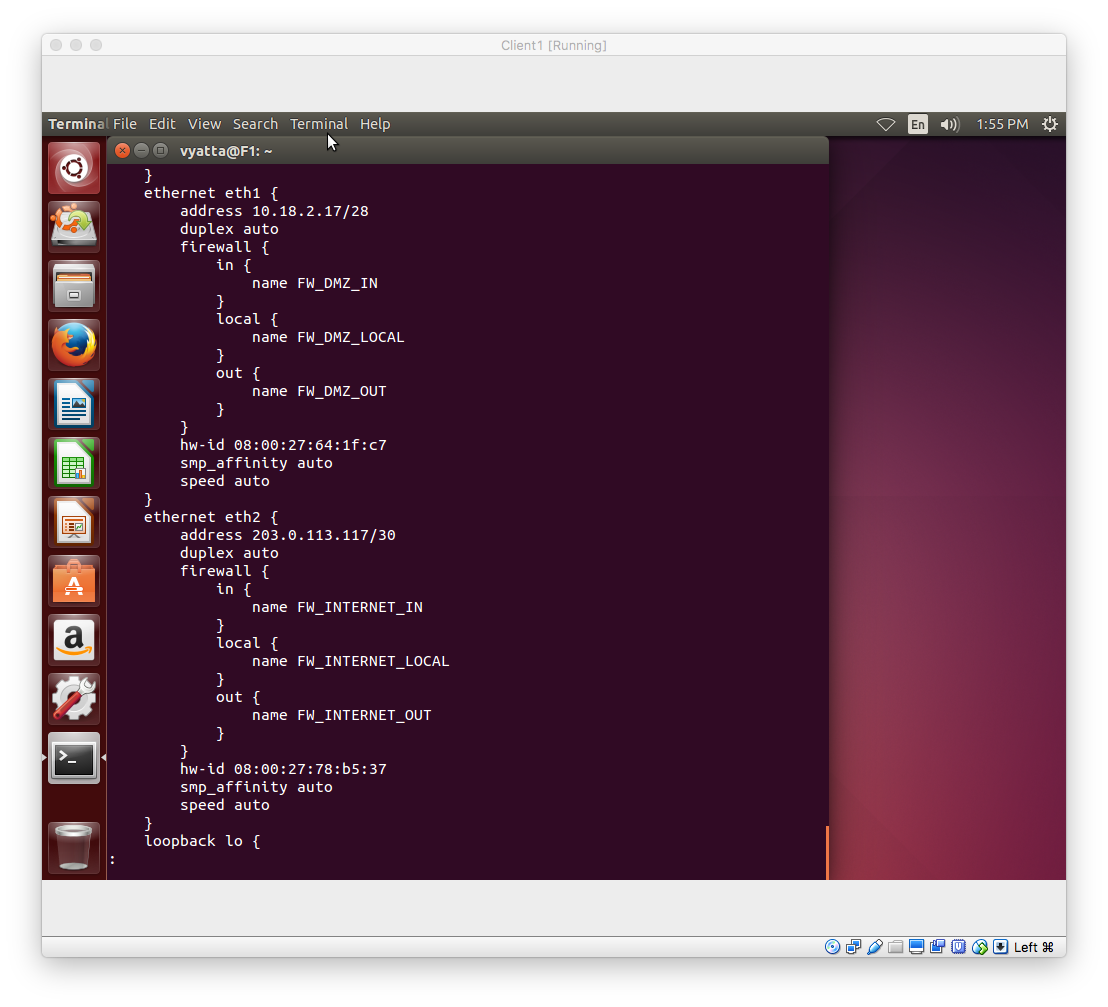 Client1 [Running]
Terminal File Edit View Search Terminal Help En 1:55 PM
vyatta@F1: ~
    }
    ethernet eth1 {
        address 10.18.2.17/28
        duplex auto
        firewall {
            in {
                name FW_DMZ_IN
            }
            local {
                name FW_DMZ_LOCAL
            }
            out {
                name FW_DMZ_OUT
            }
        }
        hw-id 08:00:27:64:1f:c7
        smp_affinity auto
        speed auto
    }
    ethernet eth2 {
        address 203.0.113.117/30
        duplex auto
        firewall {
            in {
                name FW_INTERNET_IN
            }
            local {
                name FW_INTERNET_LOCAL
            }
            out {
                name FW_INTERNET_OUT
            }
        }
        hw-id 08:00:27:78:b5:37
        smp_affinity auto
        speed auto
    }
    loopback lo {
:
Left ⌘